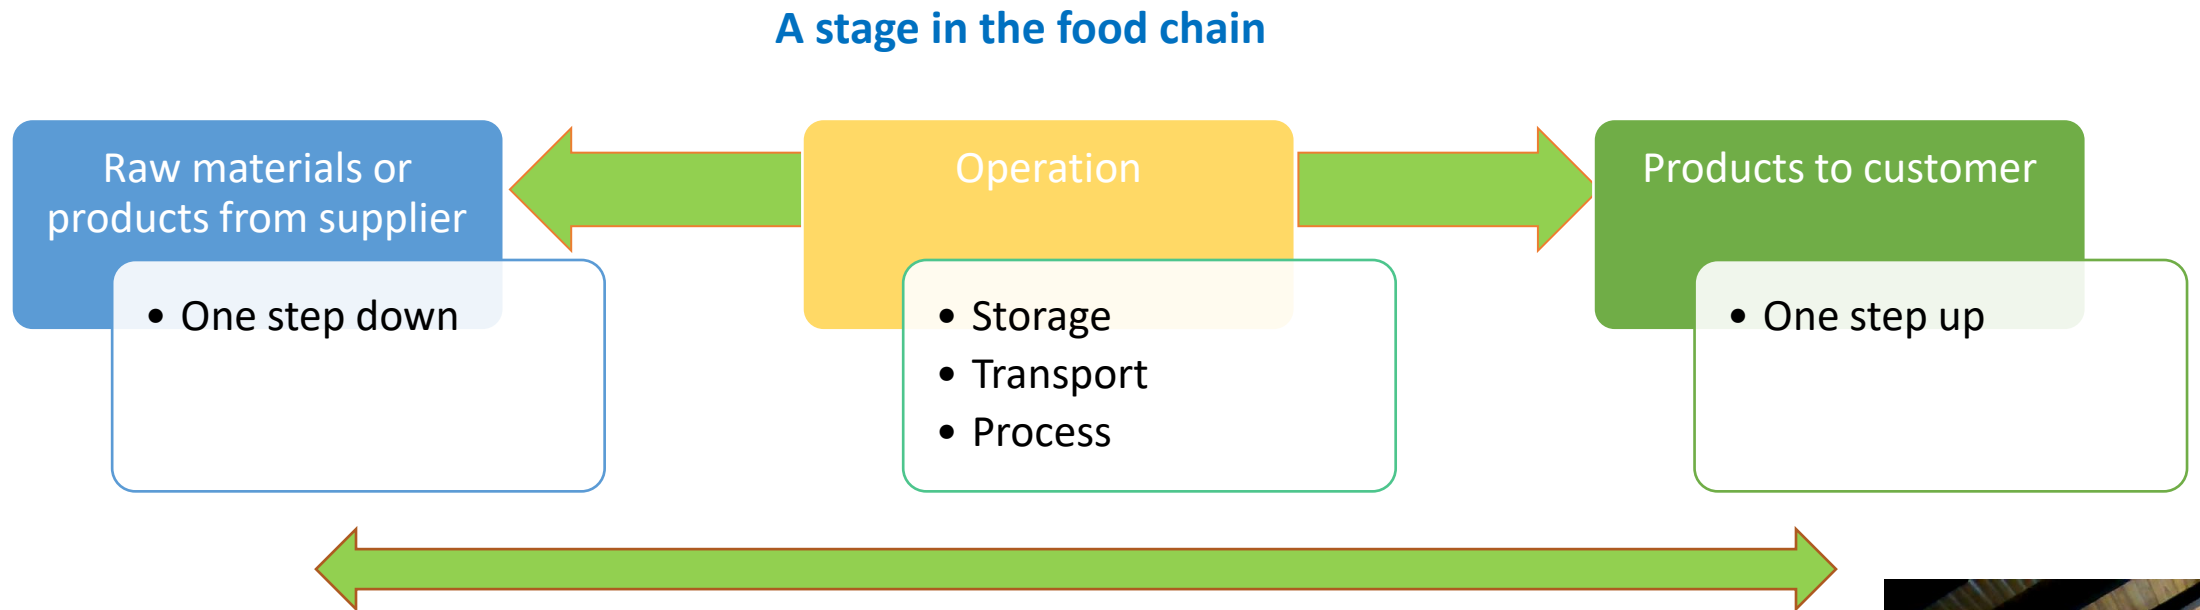 A stage in the food chain
Raw materials or
products from supplier
• One step down
Operation
• Storage
• Transport
• Process
Products to customer
• One step up